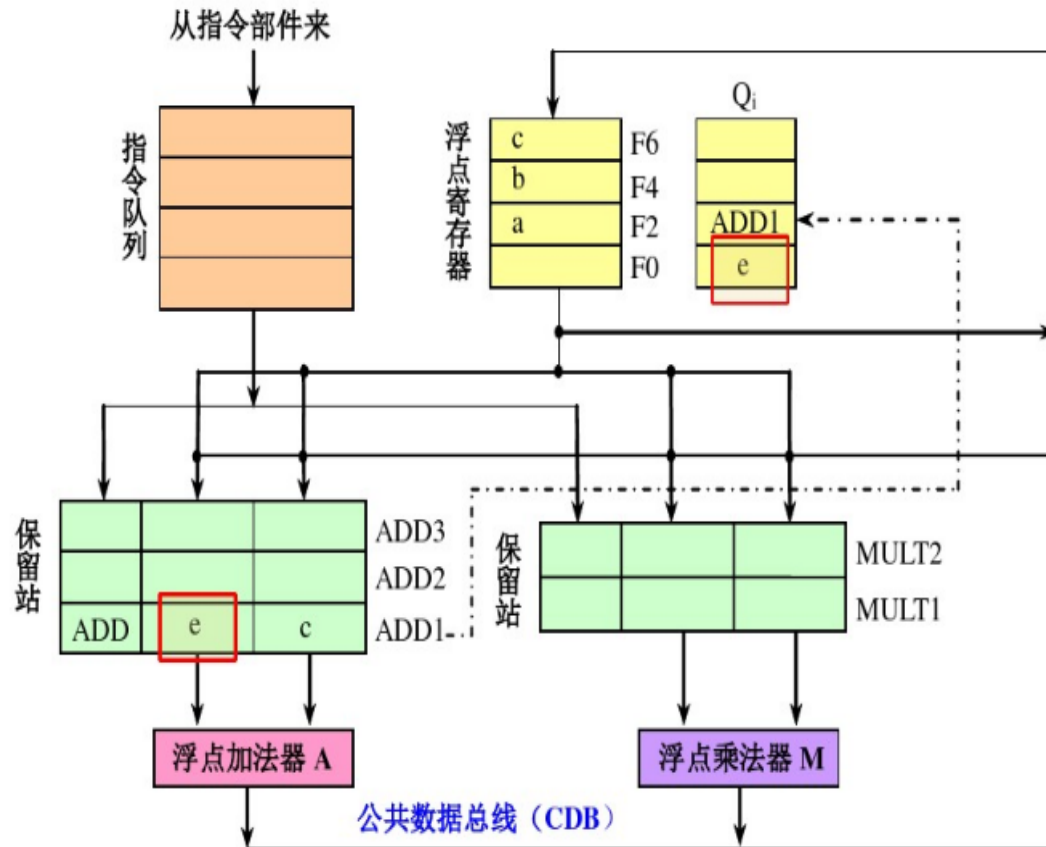 从指令部件来
指令队列
浮点寄存器
Qi
c F6
b F4
a F2 ADD1
F0 e
保留站
ADD3
ADD2
ADD e c ADD1
保留站
MULT2
MULT1
浮点加法器 A
浮点乘法器 M
公共数据总线（CDB）